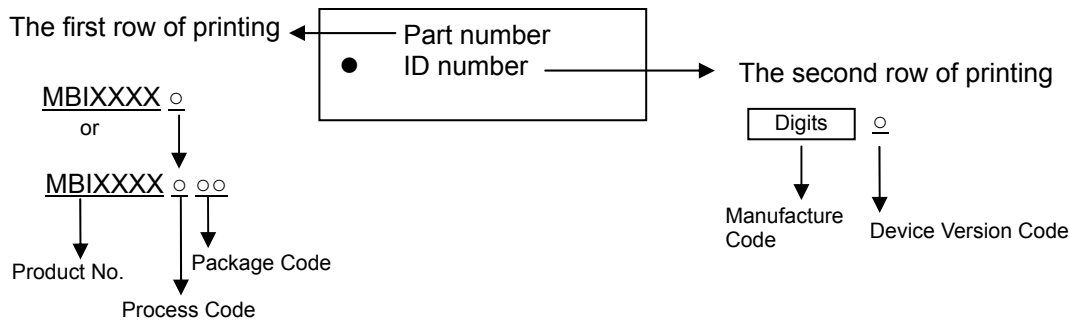 The first row of printing
Part number
ID number
The second row of printing
MBIXXXX ○
or
MBIXXXX ○ ○○
Digits ○
Manufacture
Code
Device Version Code
Product No.
Package Code
Process Code